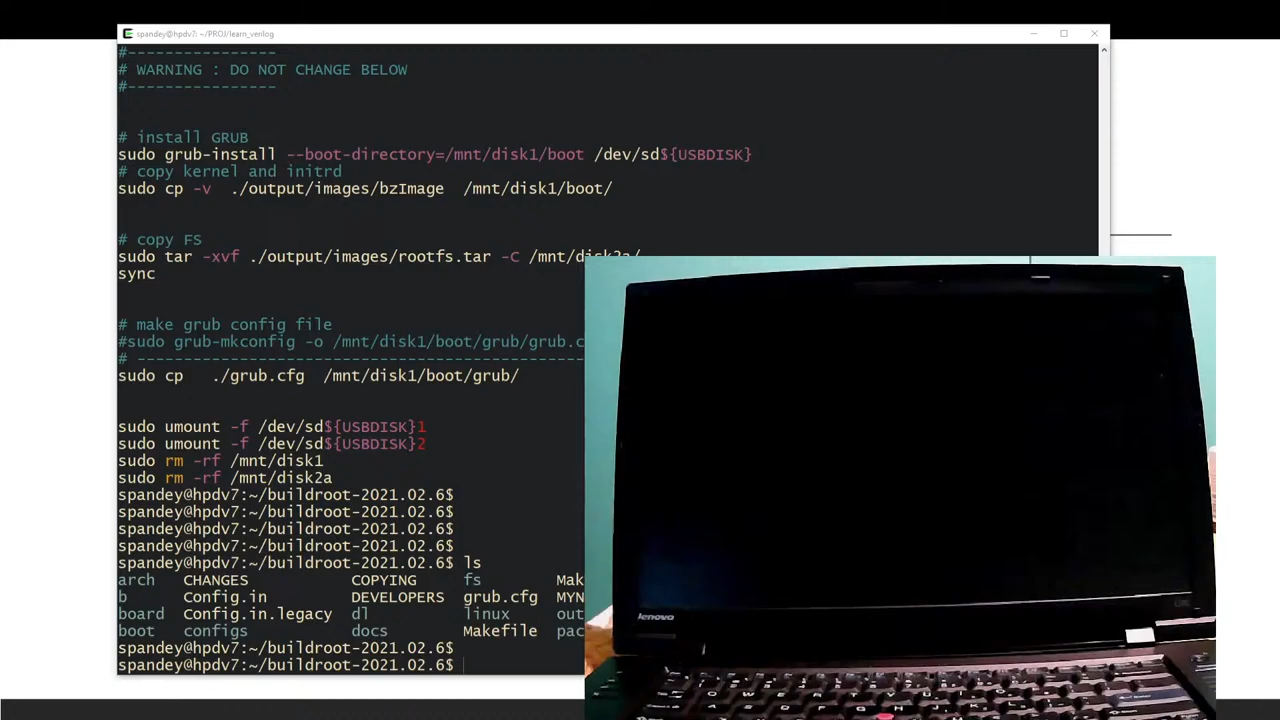 spandey@hpdv7: ~/PROJ/learn_verilog
#---------------
# WARNING : DO NOT CHANGE BELOW
#----------------
# install GRUB
sudo grub-install --boot-directory=/mnt/disk1/boot /dev/sd${USBDISK}
# copy kernel and initrd
sudo cp -v  ./output/images/bzImage  /mnt/disk1/boot/
# copy FS
sudo tar -xvf ./output/images/rootfs.tar -C /mnt/disk2a/
sync
# make grub config file
#sudo grub-mkconfig -o /mnt/disk1/boot/grub/grub.c
# ------------------------------------------------
sudo cp   ./grub.cfg  /mnt/disk1/boot/grub/
sudo umount -f /dev/sd${USBDISK}1
sudo umount -f /dev/sd${USBDISK}2
sudo rm -rf /mnt/disk1
sudo rm -rf /mnt/disk2a
spandey@hpdv7:~/buildroot-2021.02.6$
spandey@hpdv7:~/buildroot-2021.02.6$
spandey@hpdv7:~/buildroot-2021.02.6$
spandey@hpdv7:~/buildroot-2021.02.6$
spandey@hpdv7:~/buildroot-2021.02.6$ ls
arch   CHANGES           COPYING     fs        Mak
b      Config.in         DEVELOPERS  grub.cfg  MYN
board  Config.in.legacy  dl          linux     out
boot   configs           docs        Makefile  pac
spandey@hpdv7:~/buildroot-2021.02.6$
spandey@hpdv7:~/buildroot-2021.02.6$
lenovo